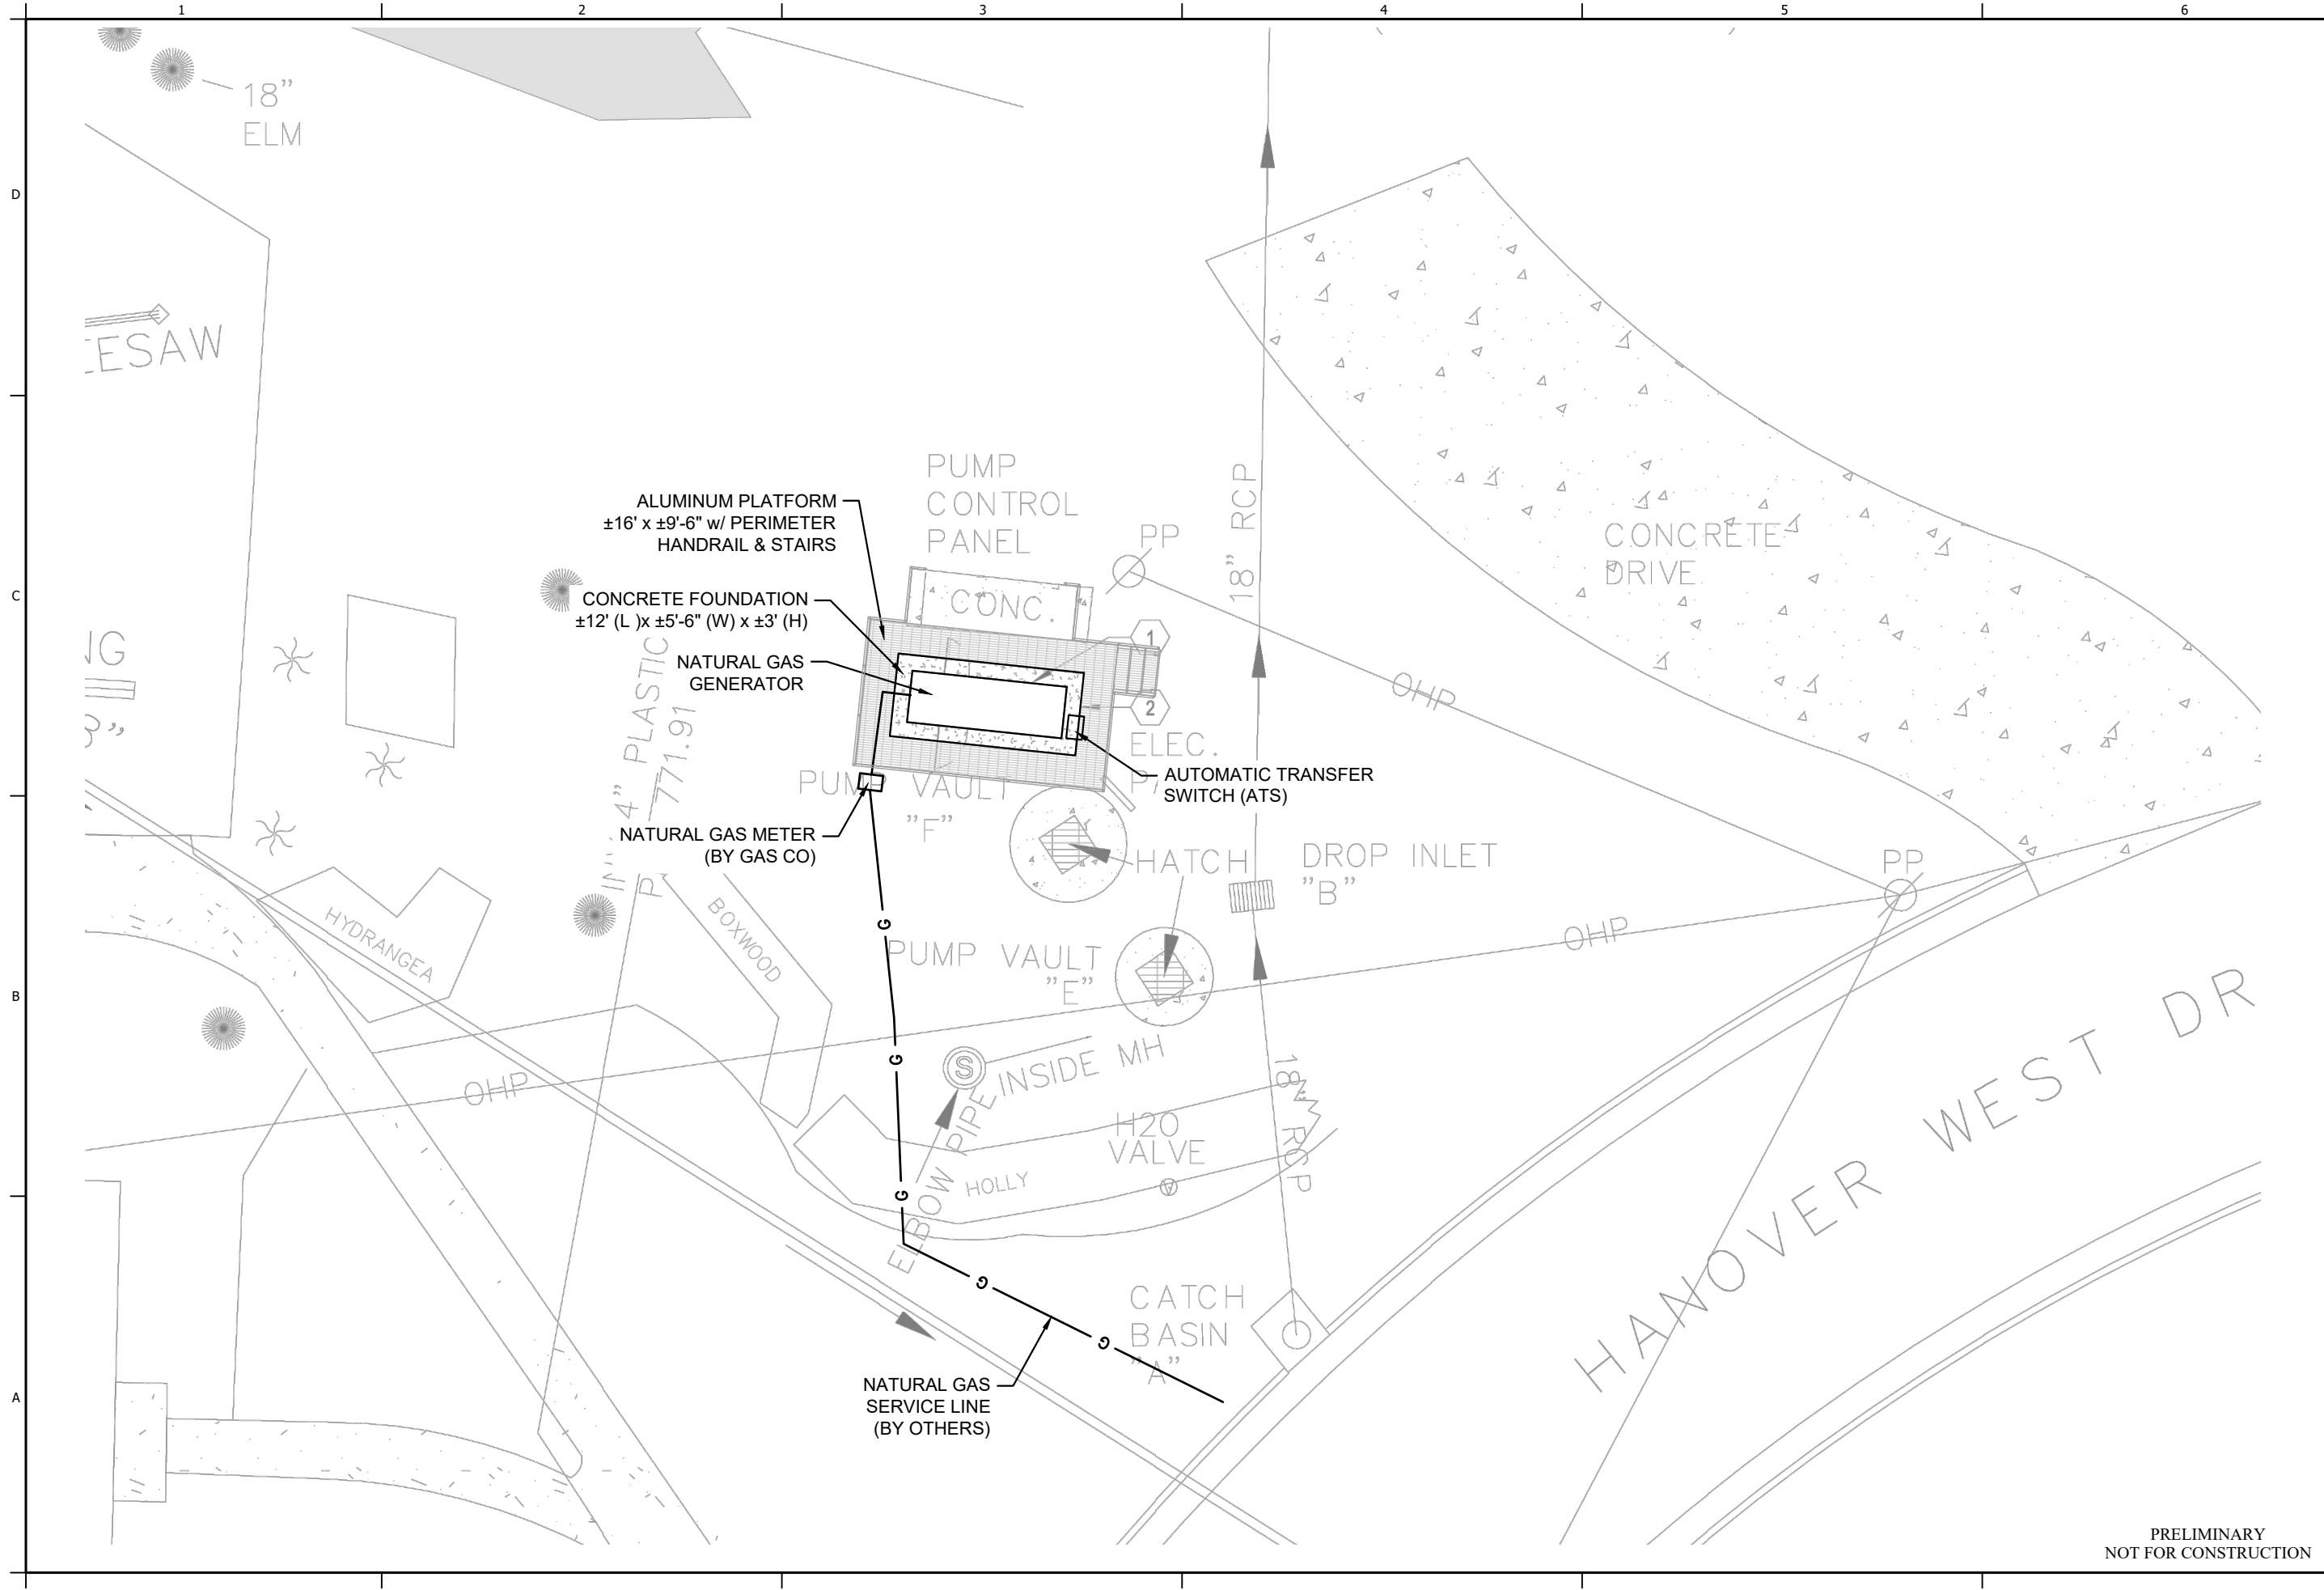 1
2
3
4
5
6
D
C
B
A
18"
ELM
PUMP
CONTROL
PANEL
PP
18" RCP
CONCRETE
DRIVE
ALUMINUM PLATFORM
±16' x ±9'-6" w/ PERIMETER
HANDRAIL & STAIRS
CONCRETE FOUNDATION
±12' (L )x ±5'-6" (W) x ±3' (H)
NATURAL GAS
GENERATOR
CONC.
1
2
OHP
ELEC.
AUTOMATIC TRANSFER
SWITCH (ATS)
4" PLASTIC
771.91
VAULT
"F"
NATURAL GAS METER
(BY GAS CO)
HATCH
DROP INLET
"B"
PP
HYDRANGEA
BOXWOOD
G
PUMP VAULT
"E"
OHP
G
S
OHP
ELBOW PIPE INSIDE MH
H2O
VALVE
18" RCP
G
HOLLY
HANOVER WEST DR
G
CATCH
BASIN
"A"
G
NATURAL GAS
SERVICE LINE
(BY OTHERS)
PRELIMINARY
NOT FOR CONSTRUCTION